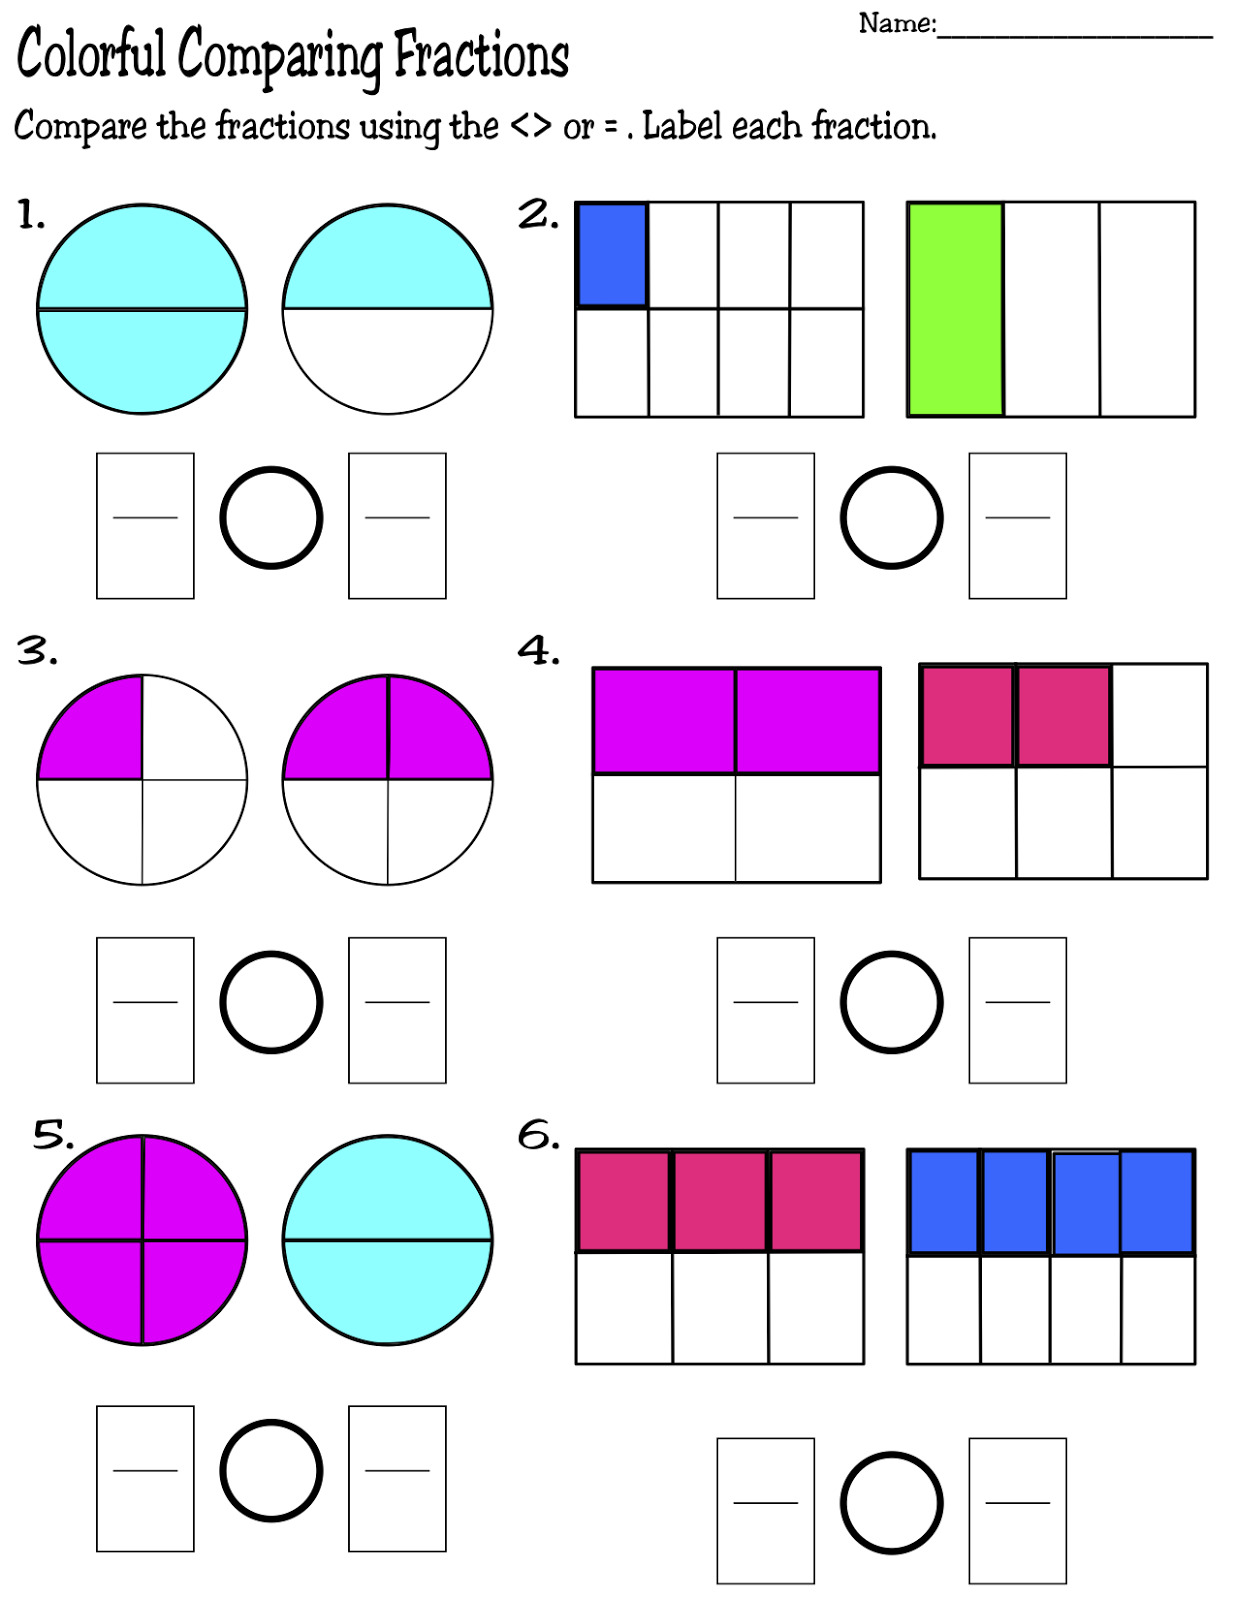 Name:____________________
Colorful Comparing Fractions
Compare the fractions using the <> or = . Label each fraction.
1.
2.
3.
4.
5.
6.